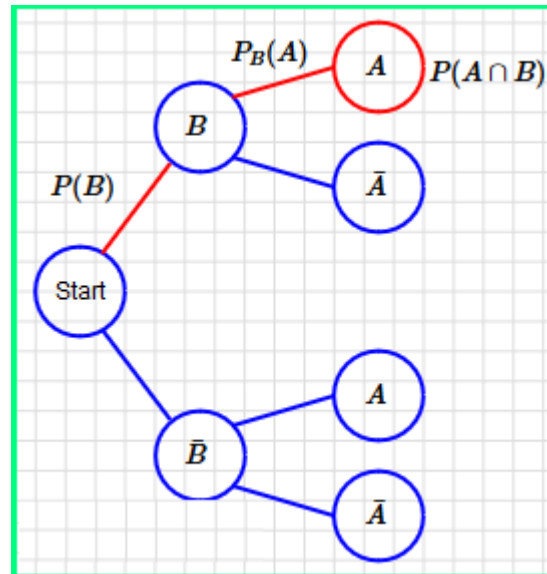 P_B(A)
A
P(A ∩ B)
B
Ā
P(B)
Start
A
B̄
Ā